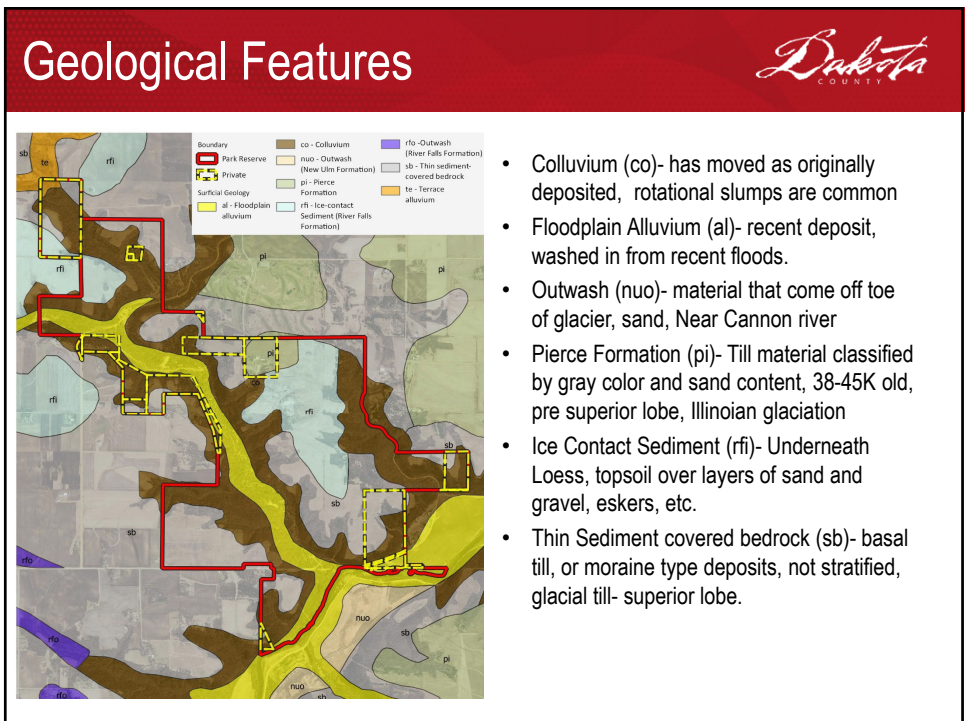 Geological Features
Dakota
COUNTY
Boundary
Park Reserve
Private
Surficial Geology
al - Floodplain
alluvium
co - Colluvium
nuo - Outwash
(New Ulm Formation)
pi - Pierce
Formation
rfi - Ice-contact
Sediment (River Falls
Formation)
rfo -Outwash
(River Falls Formation)
sb - Thin sediment-
covered bedrock
te - Terrace
alluvium
sb
te
rfi
pi
pi
rfi
pi
co
rfi
rfi
sb
sb
sb
rfo
nuo
sb
rfo
pi
nuo
rfo
sb
• Colluvium (co)- has moved as originally
deposited, rotational slumps are common
• Floodplain Alluvium (al)- recent deposit,
washed in from recent floods.
• Outwash (nuo)- material that come off toe
of glacier, sand, Near Cannon river
• Pierce Formation (pi)- Till material classified
by gray color and sand content, 38-45K old,
pre superior lobe, Illinoian glaciation
• Ice Contact Sediment (rfi)- Underneath
Loess, topsoil over layers of sand and
gravel, eskers, etc.
• Thin Sediment covered bedrock (sb)- basal
till, or moraine type deposits, not stratified,
glacial till- superior lobe.